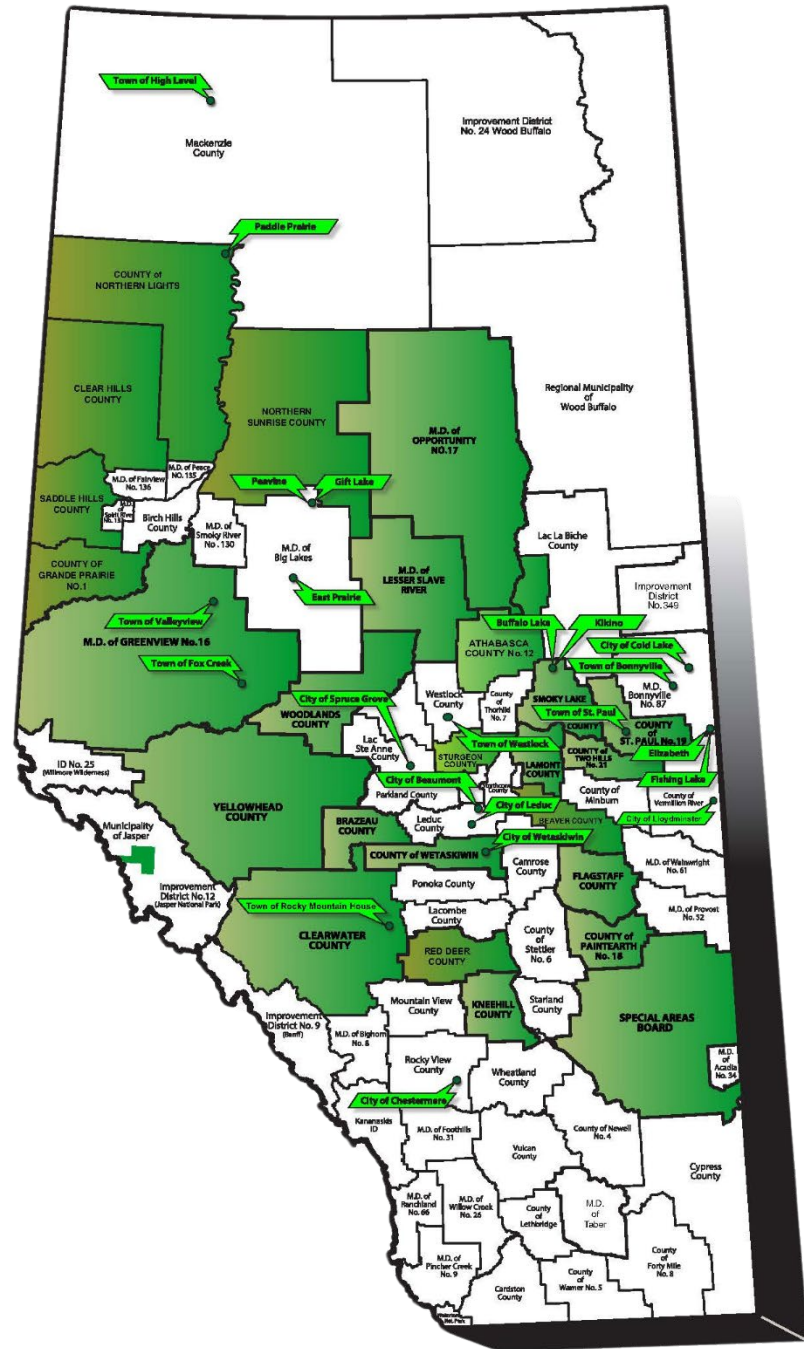 Town of High Level
Mackenzie
County
Improvement District
No. 24 Wood Buffalo
Paddle Prairie
COUNTY of
NORTHERN LIGHTS
CLEAR HILLS
COUNTY
NORTHERN
SUNRISE COUNTY
M.D. of
OPPORTUNITY
NO.17
Regional Municipality
of
Wood Buffalo
M.D. of Peace
NO. 135
M.D. of Fairview
No. 136
SADDLE HILLS
COUNTY
M.D.
of
Spirit River
No. 133
Birch Hills
County
M.D. of
Smoky River
No. 130
Peavine
Gift Lake
M.D. of
Big Lakes
East Prairie
M.D. of
LESSER SLAVE
RIVER
Lac La Biche
County
COUNTY OF
GRANDE PRAIRIE
NO.1
Improvement
District
No.349
Town of Valleyview
M.D. of GREENVIEW No.16
Town of Fox Creek
Buffalo Lake
Kikino
ATHABASCA
COUNTY No. 12
City of Cold Lake
Town of Bonnyville
M.D.
Bonnyville
No. 87
WOODLANDS
COUNTY
City of Spruce Grove
Westlock
County
County
of
Thorhild
No. 7
SMOKY LAKE
COUNTY
Town of St. Paul
COUNTY
of
ST. PAUL No. 19
Elizabeth
Fishing Lake
Lac
Ste Anne
County
Town of Westlock
STURGEON
COUNTY
LAMONT
COUNTY
COUNTY of
TWO HILLS
No. 21
ID No. 25
(Willmore Wilderness)
YELLOWHEAD
COUNTY
Parkland County
City of Beaumont
City of Leduc
Strathcona
County
County of
Minburn
County of
Vermilion River
City of Lloydminster
Leduc
County
BEAVER COUNTY
BRAZEAU
COUNTY
City of Wetaskiwin
COUNTY of WETASKIWIN
Municipality
of Jasper
Improvement
District No.12
(Jasper National Park)
Ponoka County
Camrose
County
FLAGSTAFF
COUNTY
M.D. of Wainwright
No. 61
M.D. of Provost
No. 52
Town of Rocky Mountain House
CLEARWATER
COUNTY
Lacombe
County
County
of
Stettler
No. 6
COUNTY of
PAINTEARTH
No. 18
RED DEER
COUNTY
Improvement
District No. 9
(Banff)
Mountain View
County
KNEEHILL
COUNTY
Starland
County
SPECIAL AREAS
BOARD
M.D. of Bighorn
No. 8
Rocky View
County
City of Chestermere
Wheatland
County
M.D.
of
Acadia
No. 34
Kananaskis
ID
M.D. of Foothills
No. 31
Vulcan
County
County of Newell
No. 4
Cypress
County
M.D. of
Ranchland
No. 66
M.D. of
Willow Creek
No. 26
County
of
Lethbridge
M.D.
of
Taber
M.D. of
Pincher Creek
No. 9
County
of
Forty Mile
No. 8
Cardston
County
County
of
Warner No. 5